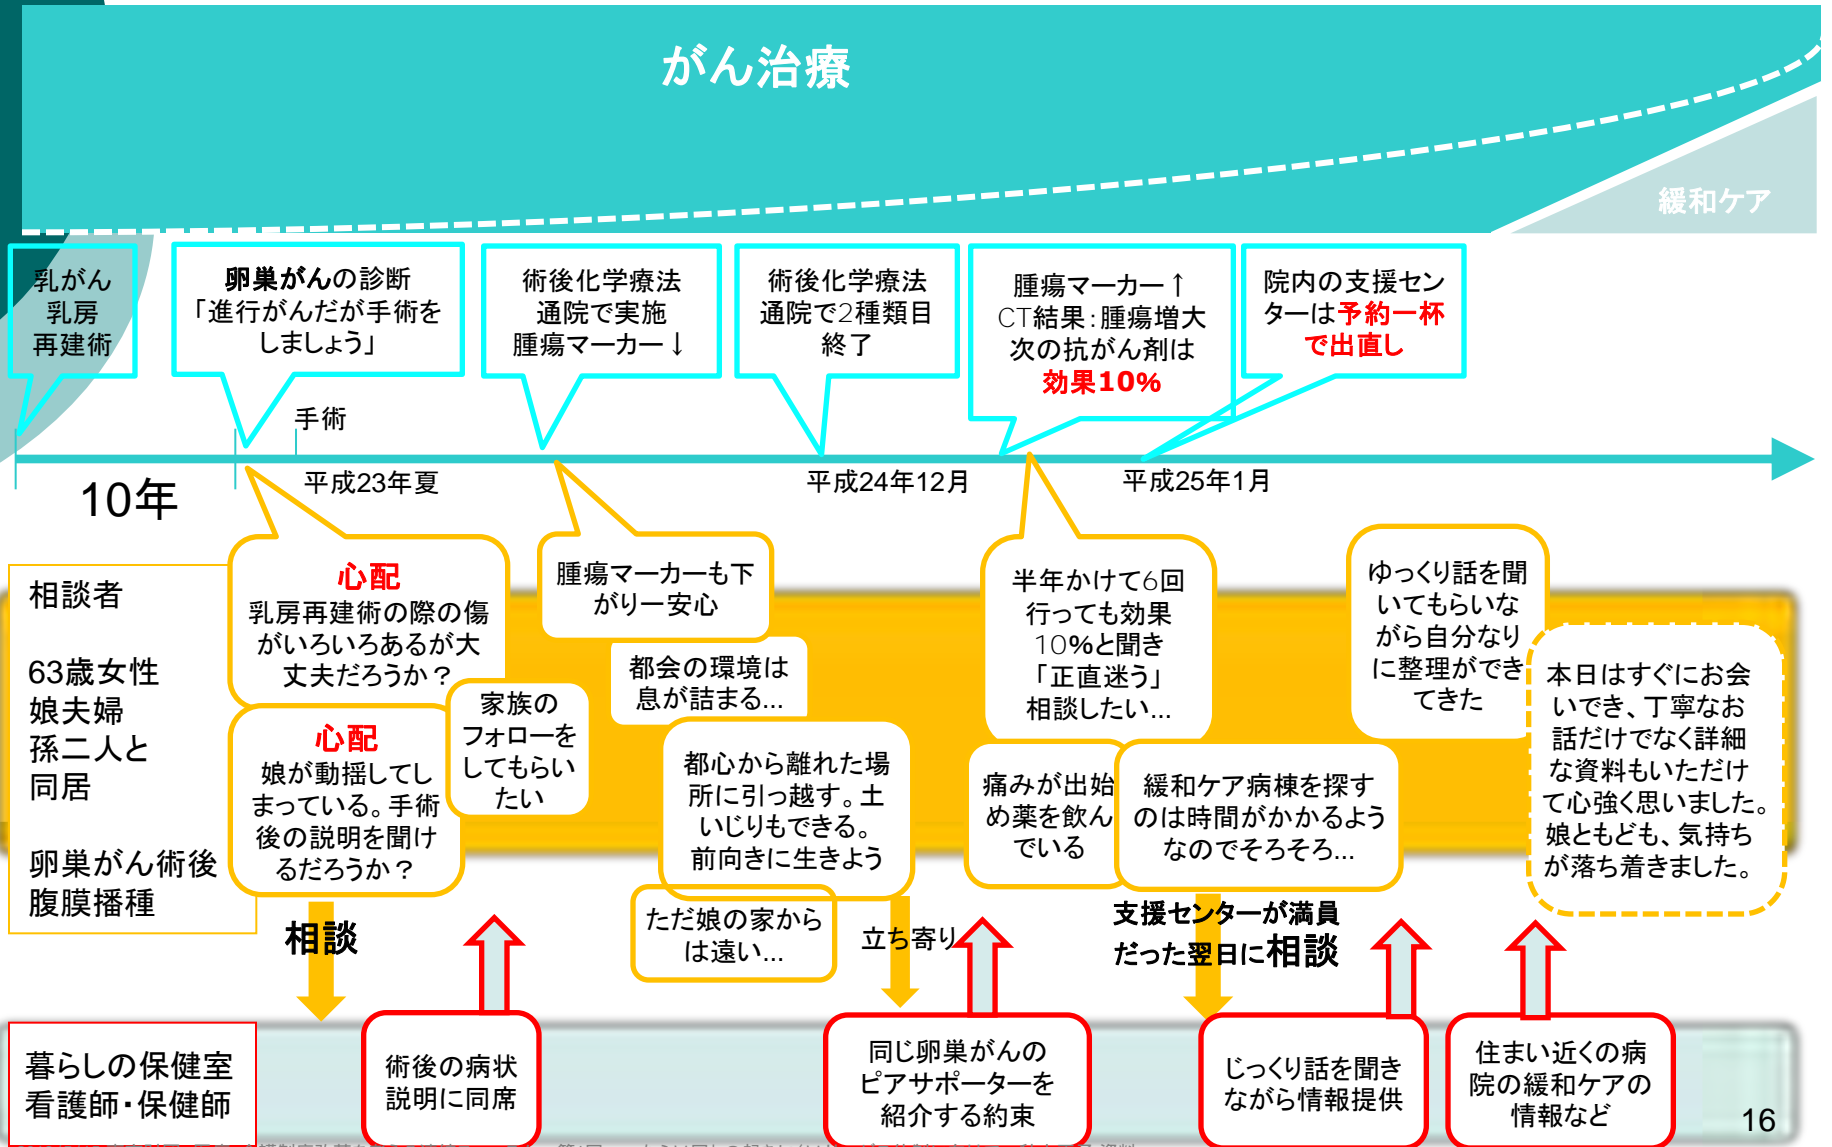 がん治療
緩和ケア
乳がん
乳房
再建術
卵巣がんの診断
「進行がんだが手術を
しましょう」
術後化学療法
通院で実施
腫瘍マーカー↓
術後化学療法
通院で2種類目
終了
腫瘍マーカー↑
CT結果：腫瘍増大
次の抗がん剤は
効果10%
院内の支援セン
ターは予約一杯
で出直し
手術
10年
平成23年夏
平成24年12月
平成25年1月
相談者
63歳女性
娘夫婦
孫二人と
同居
卵巣がん術後
腹膜播種
心配
乳房再建術の際の傷
がいろいろあるが大
丈夫だろうか？
心配
娘が動揺してし
まっている。手術
後の説明を聞け
るだろうか？
家族の
フォローを
してもらい
たい
腫瘍マーカーも下
がり一安心
都会の環境は
息が詰まる…
都心から離れた場
所に引っ越す。土
いじりもできる。
前向きに生きよう
ただ娘の家から
は遠い…
半年かけて6回
行っても効果
10%と聞き
「正直迷う」
相談したい…
痛みが出始
め薬を飲ん
でいる
緩和ケア病棟を探す
のは時間がかかるよう
なのでそろそろ…
ゆっくり話を聞
いてもらいな
がら自分なり
に整理ができ
てきた
本日はすぐにお会
いでき、丁寧なお
話だけでなく詳細
な資料もいただけ
て心強く思いました。
娘ともども、気持ち
が落ち着きました。
相談
立ち寄り
支援センターが満員
だった翌日に相談
暮らしの保健室
看護師・保健師
術後の病状
説明に同席
同じ卵巣がんの
ピアサポーターを
紹介する約束
じっくり話を聞き
ながら情報提供
住まい近くの病
院の緩和ケアの
情報など
16